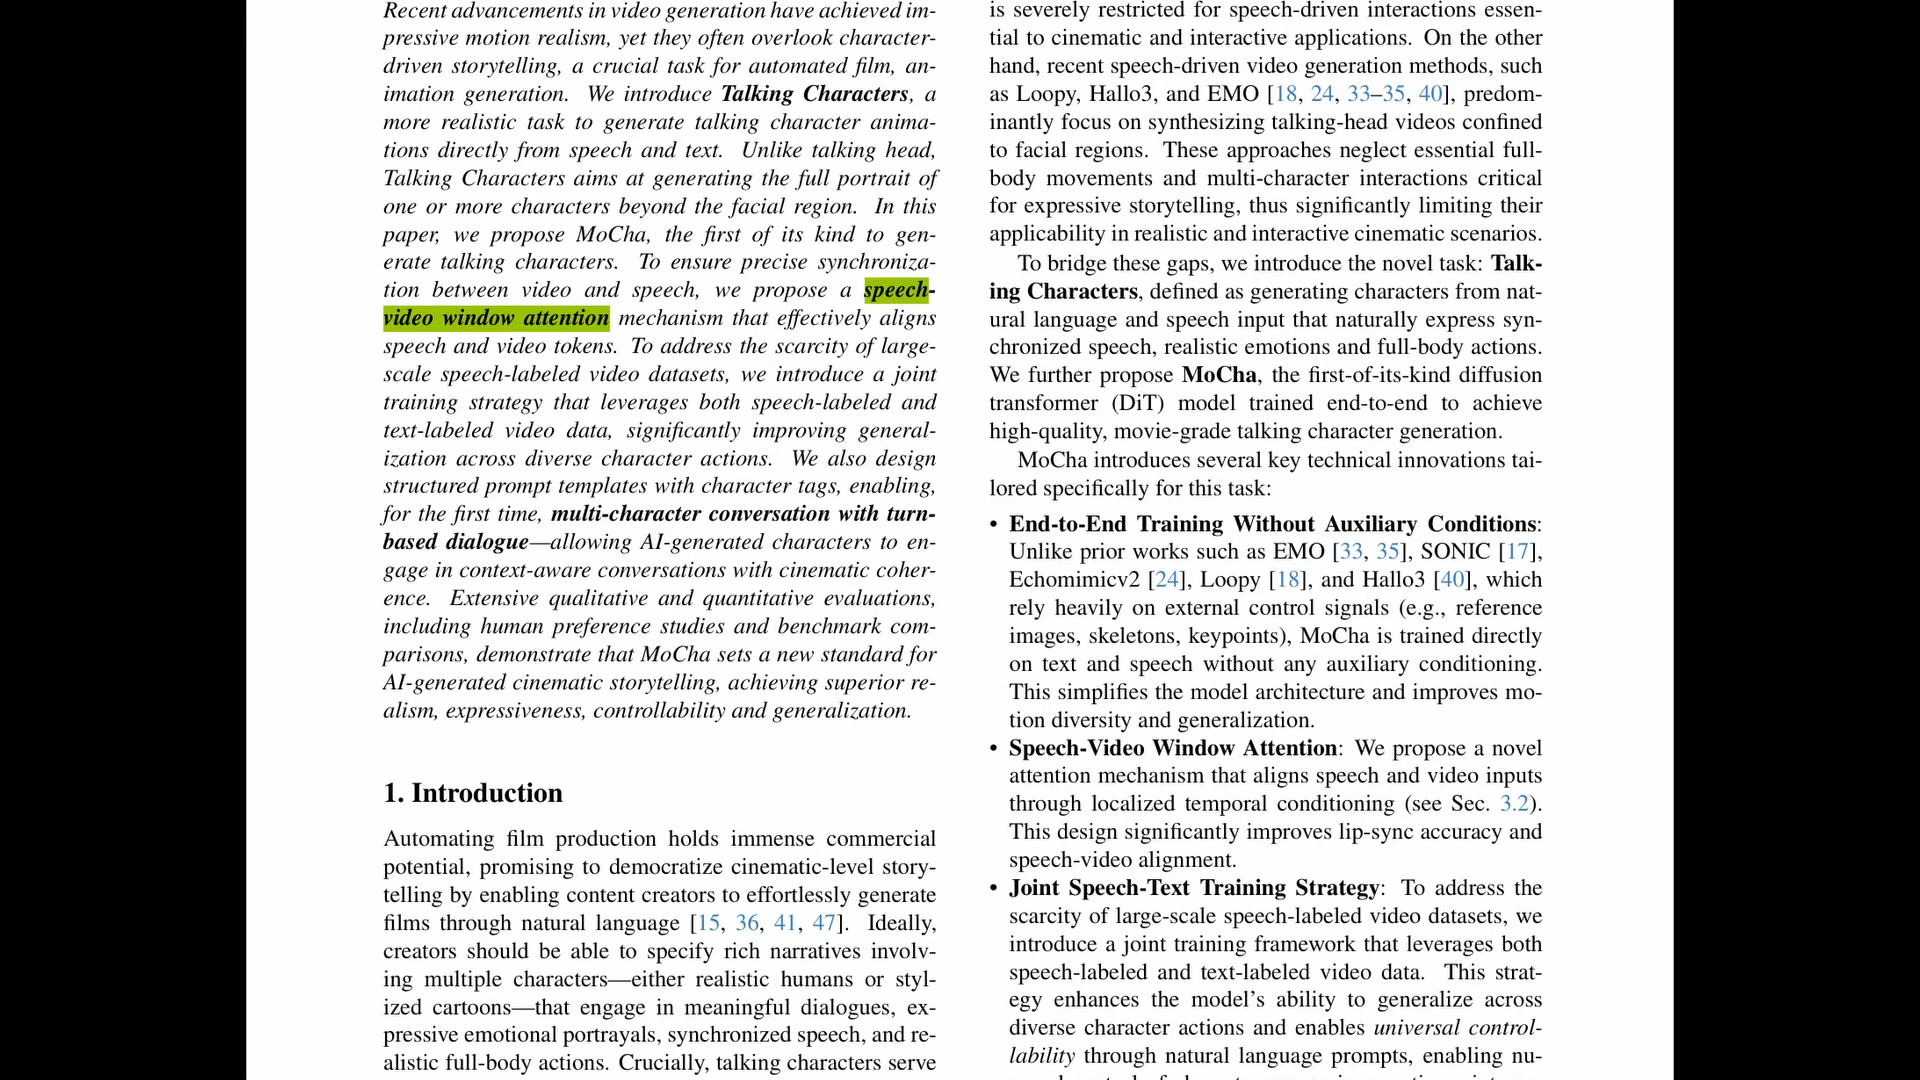 Recent advancements in video generation have achieved im-
pressive motion realism, yet they often overlook character-
driven storytelling, a crucial task for automated film, an-
imation generation. We introduce Talking Characters, a
more realistic task to generate talking character anima-
tions directly from speech and text. Unlike talking head,
Talking Characters aims at generating the full portrait of
one or more characters beyond the facial region. In this
paper, we propose MoCha, the first of its kind to gen-
erate talking characters. To ensure precise synchroniza-
tion between video and speech, we propose a speech-
video window attention mechanism that effectively aligns
speech and video tokens. To address the scarcity of large-
scale speech-labeled video datasets, we introduce a joint
training strategy that leverages both speech-labeled and
text-labeled video data, significantly improving general-
ization across diverse character actions. We also design
structured prompt templates with character tags, enabling,
for the first time, multi-character conversation with turn-
based dialogue—allowing AI-generated characters to en-
gage in context-aware conversations with cinematic coher-
ence. Extensive qualitative and quantitative evaluations,
including human preference studies and benchmark com-
parisons, demonstrate that MoCha sets a new standard for
AI-generated cinematic storytelling, achieving superior re-
alism, expressiveness, controllability and generalization.
1. Introduction
Automating film production holds immense commercial
potential, promising to democratize cinematic-level story-
telling by enabling content creators to effortlessly generate
films through natural language [15, 36, 41, 47]. Ideally,
creators should be able to specify rich narratives involv-
ing multiple characters—either realistic humans or styl-
ized cartoons—that engage in meaningful dialogues, ex-
pressive emotional portrayals, synchronized speech, and re-
alistic full-body actions. Crucially, talking characters serve
is severely restricted for speech-driven interactions essen-
tial to cinematic and interactive applications. On the other
hand, recent speech-driven video generation methods, such
as Loopy, Hallo3, and EMO [18, 24, 33–35, 40], predom-
inantly focus on synthesizing talking-head videos confined
to facial regions. These approaches neglect essential full-
body movements and multi-character interactions critical
for expressive storytelling, thus significantly limiting their
applicability in realistic and interactive cinematic scenarios.
To bridge these gaps, we introduce the novel task: Talk-
ing Characters, defined as generating characters from nat-
ural language and speech input that naturally express syn-
chronized speech, realistic emotions and full-body actions.
We further propose MoCha, the first-of-its-kind diffusion
transformer (DiT) model trained end-to-end to achieve
high-quality, movie-grade talking character generation.
MoCha introduces several key technical innovations tai-
lored specifically for this task:
• End-to-End Training Without Auxiliary Conditions:
Unlike prior works such as EMO [33, 35], SONIC [17],
Echomimicv2 [24], Loopy [18], and Hallo3 [40], which
rely heavily on external control signals (e.g., reference
images, skeletons, keypoints), MoCha is trained directly
on text and speech without any auxiliary conditioning.
This simplifies the model architecture and improves mo-
tion diversity and generalization.
• Speech-Video Window Attention: We propose a novel
attention mechanism that aligns speech and video inputs
through localized temporal conditioning (see Sec. 3.2).
This design significantly improves lip-sync accuracy and
speech-video alignment.
• Joint Speech-Text Training Strategy: To address the
scarcity of large-scale speech-labeled video datasets, we
introduce a joint training framework that leverages both
speech-labeled and text-labeled video data. This strat-
egy enhances the model's ability to generalize across
diverse character actions and enables universal control-
lability through natural language prompts, enabling nu-